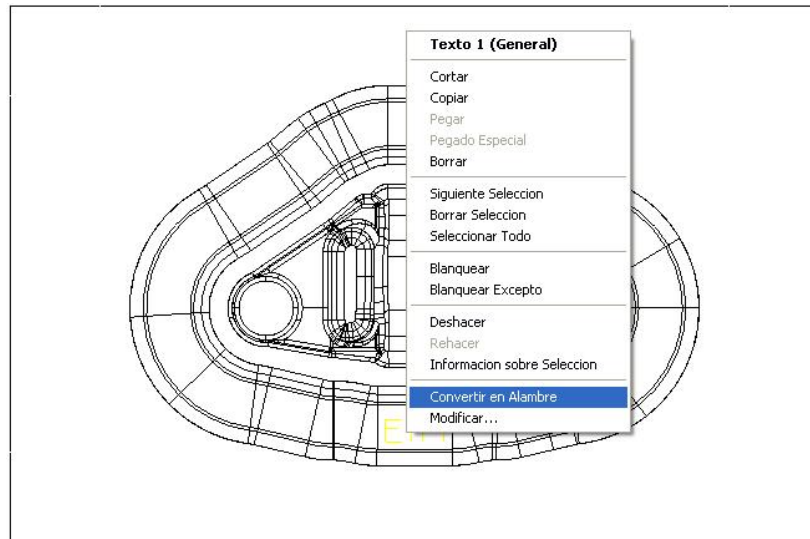 Texto 1 (General)
Cortar
Copiar
Pegar
Pegado Especial
Borrar
Siguiente Seleccion
Borrar Seleccion
Seleccionar Todo
Blanquear
Blanquear Excepto
Deshacer
Rehacer
Informacion sobre Seleccion
Convertir en Alambre
Modificar...